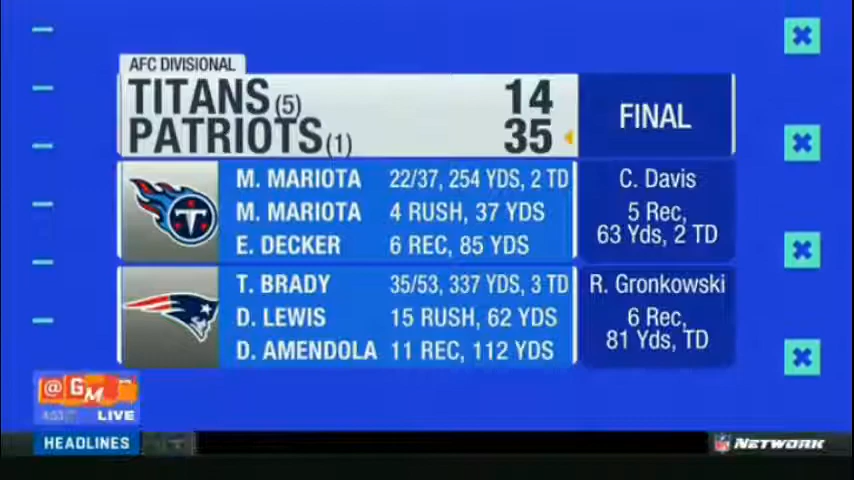 AFC DIVISIONAL
TITANS (5) 14
PATRIOTS (1) 35
FINAL
M. MARIOTA 22/37, 254 YDS, 2 TD
M. MARIOTA 4 RUSH, 37 YDS
E. DECKER 6 REC, 85 YDS
C. Davis
5 Rec,
63 Yds, 2 TD
T. BRADY 35/53, 337 YDS, 3 TD
D. LEWIS 15 RUSH, 62 YDS
D. AMENDOLA 11 REC, 112 YDS
R. Gronkowski
6 Rec,
81 Yds, TD
@GM
LIVE
HEADLINES
NFL NETWORK